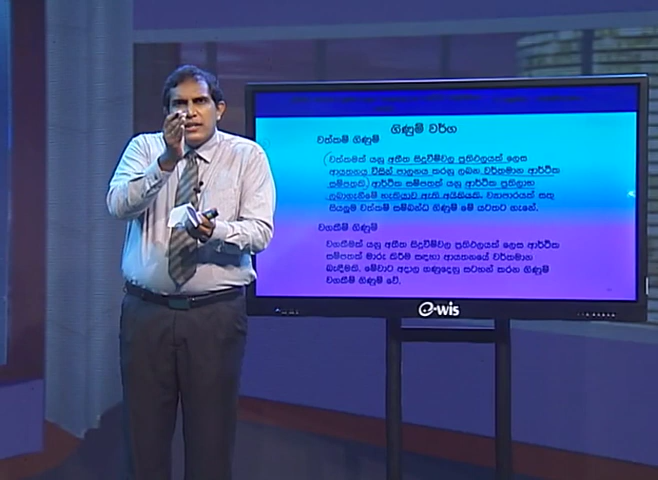 ගිණුම් වර්ග
වත්කම් ගිණුම්
(වත්කමක් යනු අතීත සිදුවීම්වල ප්‍රතිඵලයක් ලෙස
ආයතනය විසින් පාලනය කරනු ලබන වර්තමාන ආර්ථික
සම්පතකි) ආර්ථික සම්පතක් යනු ආර්ථික ප්‍රතිලාභ
ලබාගැනීමේ හැකියාව ඇති අයිතියකි. ව්‍යාපාරයක් සතු
සියලුම වත්කම් සම්බන්ධ ගිණුම් මේ යටතට ගැනේ.
වගකීම් ගිණුම්
වගකීමක් යනු අතීත සිදුවීම්වල ප්‍රතිඵලයක් ලෙස ආර්ථික
සම්පතක් මාරු කිරීම සඳහා ආයතනයේ වර්තමාන
බැඳීමකි. මේවාට අදාල ගණුදෙනු සටහන් කරන ගිණුම්
වගකීම් ගිණුම් වේ.
e-wis